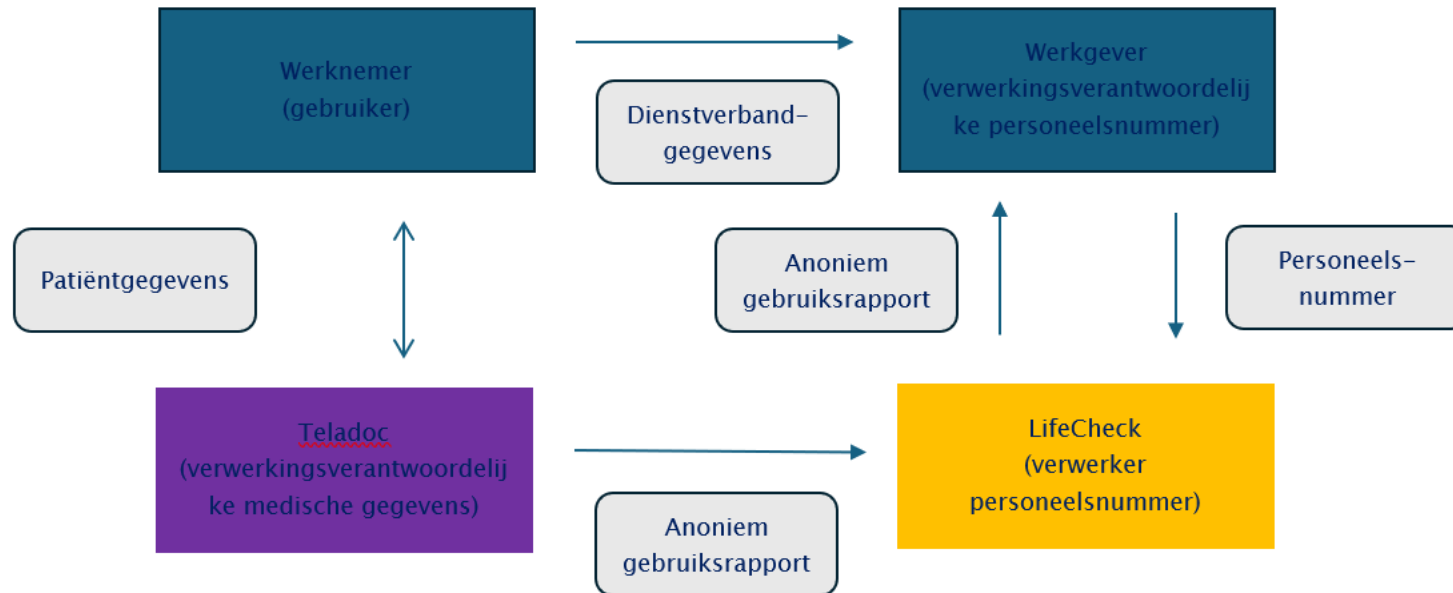 Werknemer
(gebruiker)
Dienstverband-
gegevens
Werkgever
(verwerkingsverantwoordelij
ke personeelsnummer)
Patiëntgegevens
Anoniem
gebruiksrapport
Personeels-
nummer
Teladoc
(verwerkingsverantwoordelij
ke medische gegevens)
Anoniem
gebruiksrapport
LifeCheck
(verwerker
personeelsnummer)